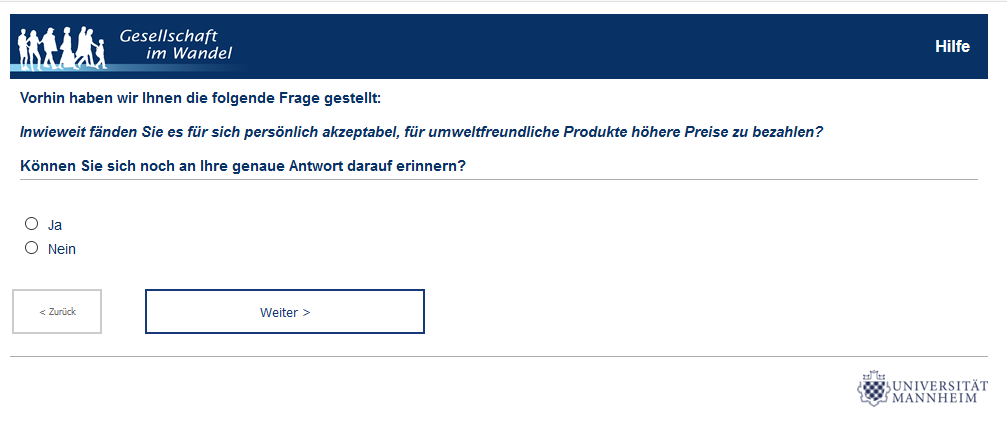 Gesellschaft
im Wandel
Hilfe
Vorhin haben wir Ihnen die folgende Frage gestellt:
Inwieweit fänden Sie es für sich persönlich akzeptabel, für umweltfreundliche Produkte höhere Preise zu bezahlen?
Können Sie sich noch an Ihre genaue Antwort darauf erinnern?
Ja
Nein
< Zurück
Weiter >
UNIVERSITÄT
MANNHEIM